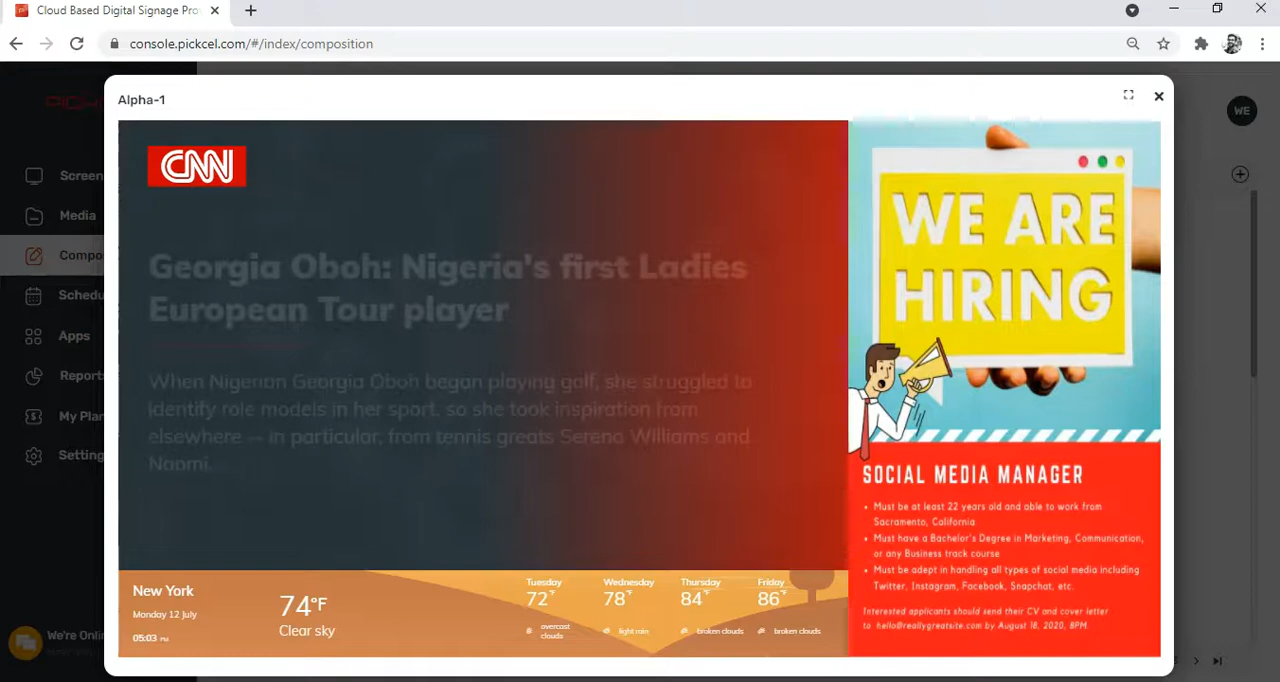 Cloud Based Digital Signage Pro
console.pickcel.com/#/index/composition
Alpha-1
WE
Screen
Media
Compo
Schedu
Apps
Report
My Plan
Setting
We're Onlin
CNN
Georgia Oboh: Nigeria's first Ladies
European Tour player
When Nigerian Georgia Oboh began playing golf, she struggled to
identify role models in her sport. so she took inspiration from
elsewhere — in particular, from tennis greats Serena Williams and
Naomi...
WE ARE
HIRING
SOCIAL MEDIA MANAGER
• Must be at least 22 years old and able to work from
Sacramento, California
• Must have a Bachelor's Degree in Marketing, Communication,
or any Business track course
• Must be adept in handling all types of social media including
Twitter, Instagram, Facebook, Snapchat, etc.
Interested applicants should send their CV and cover letter
to hello@reallygreatsite.com by August 18, 2020, 8PM.
New York
Monday 12 July
05:03 PM
74°F
Clear sky
Tuesday
72°F
overcast
clouds
Wednesday
78°F
light rain
Thursday
84°F
broken clouds
Friday
86°F
broken clouds